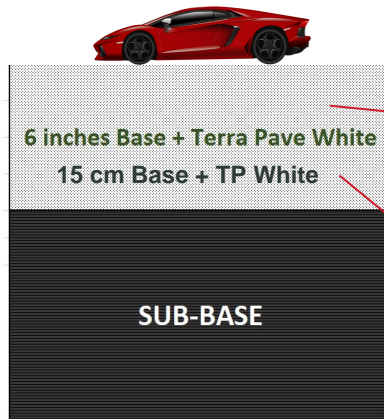 6 inches Base + Terra Pave White
15 cm Base + TP White
SUB-BASE